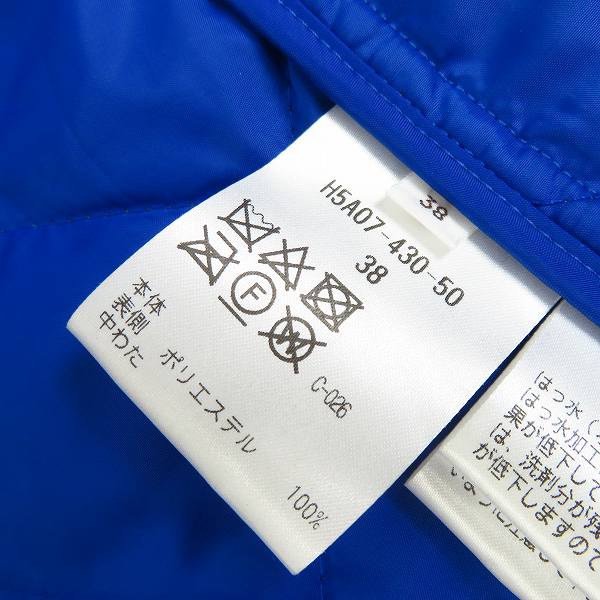 38
H5A07-430-50
38
C-026
本体
表側 ポリエステル 100%
中わた
はっ水
はっ水加工
果が低下して
は、洗剤分が残
が低下しますので